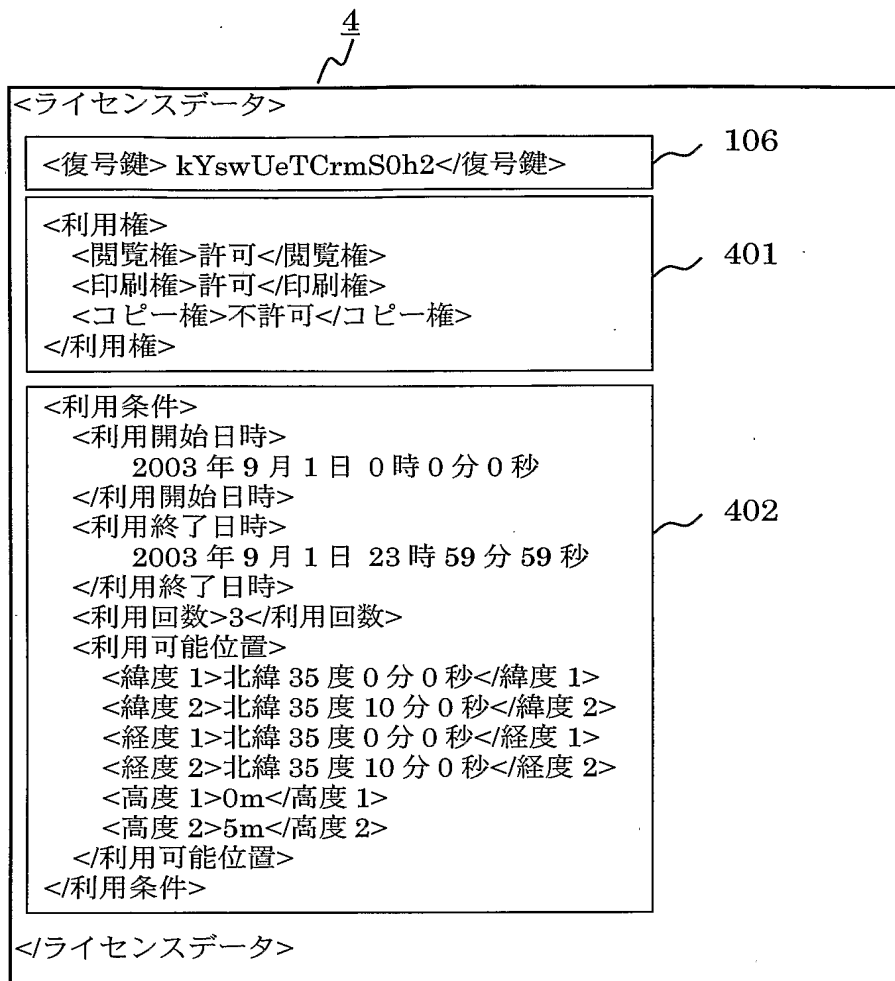 4
<ライセンスデータ>
<復号鍵> kYswUeTCrmS0h2</復号鍵>
106
<利用権>
<閲覧権>許可</閲覧権>
<印刷権>許可</印刷権>
<コピー権>不許可</コピー権>
</利用権>
401
<利用条件>
<利用開始日時>
2003 年 9 月 1 日 0 時 0 分 0 秒
</利用開始日時>
<利用終了日時>
2003 年 9 月 1 日 23 時 59 分 59 秒
</利用終了日時>
<利用回数>3</利用回数>
<利用可能位置>
<緯度 1>北緯 35 度 0 分 0 秒</緯度 1>
<緯度 2>北緯 35 度 10 分 0 秒</緯度 2>
<経度 1>北緯 35 度 0 分 0 秒</経度 1>
<経度 2>北緯 35 度 10 分 0 秒</経度 2>
<高度 1>0m</高度 1>
<高度 2>5m</高度 2>
</利用可能位置>
</利用条件>
402
</ライセンスデータ>